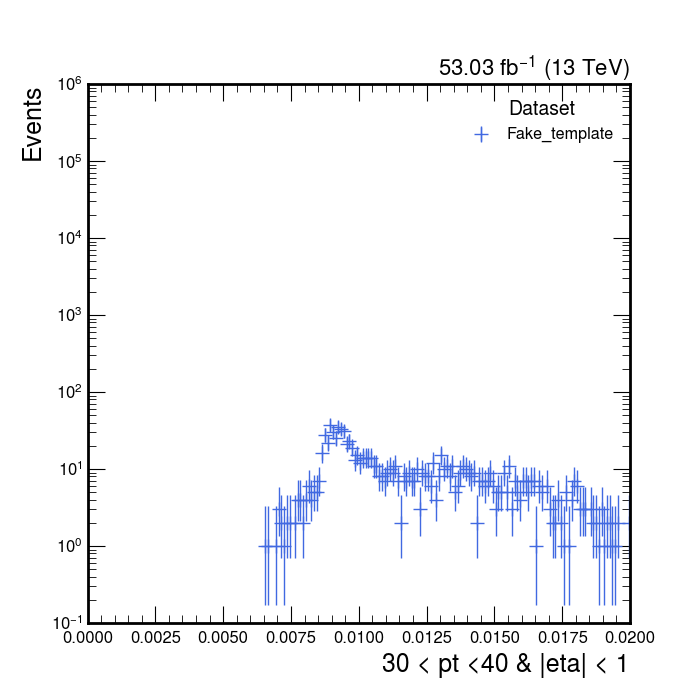 53.03 fb⁻¹ (13 TeV)
Events
Dataset
Fake_template
10⁶
10⁵
10⁴
10³
10²
10¹
10⁰
10⁻¹
0.0000 0.0025 0.0050 0.0075 0.0100 0.0125 0.0150 0.0175 0.0200
30 < pt <40 & |eta| < 1